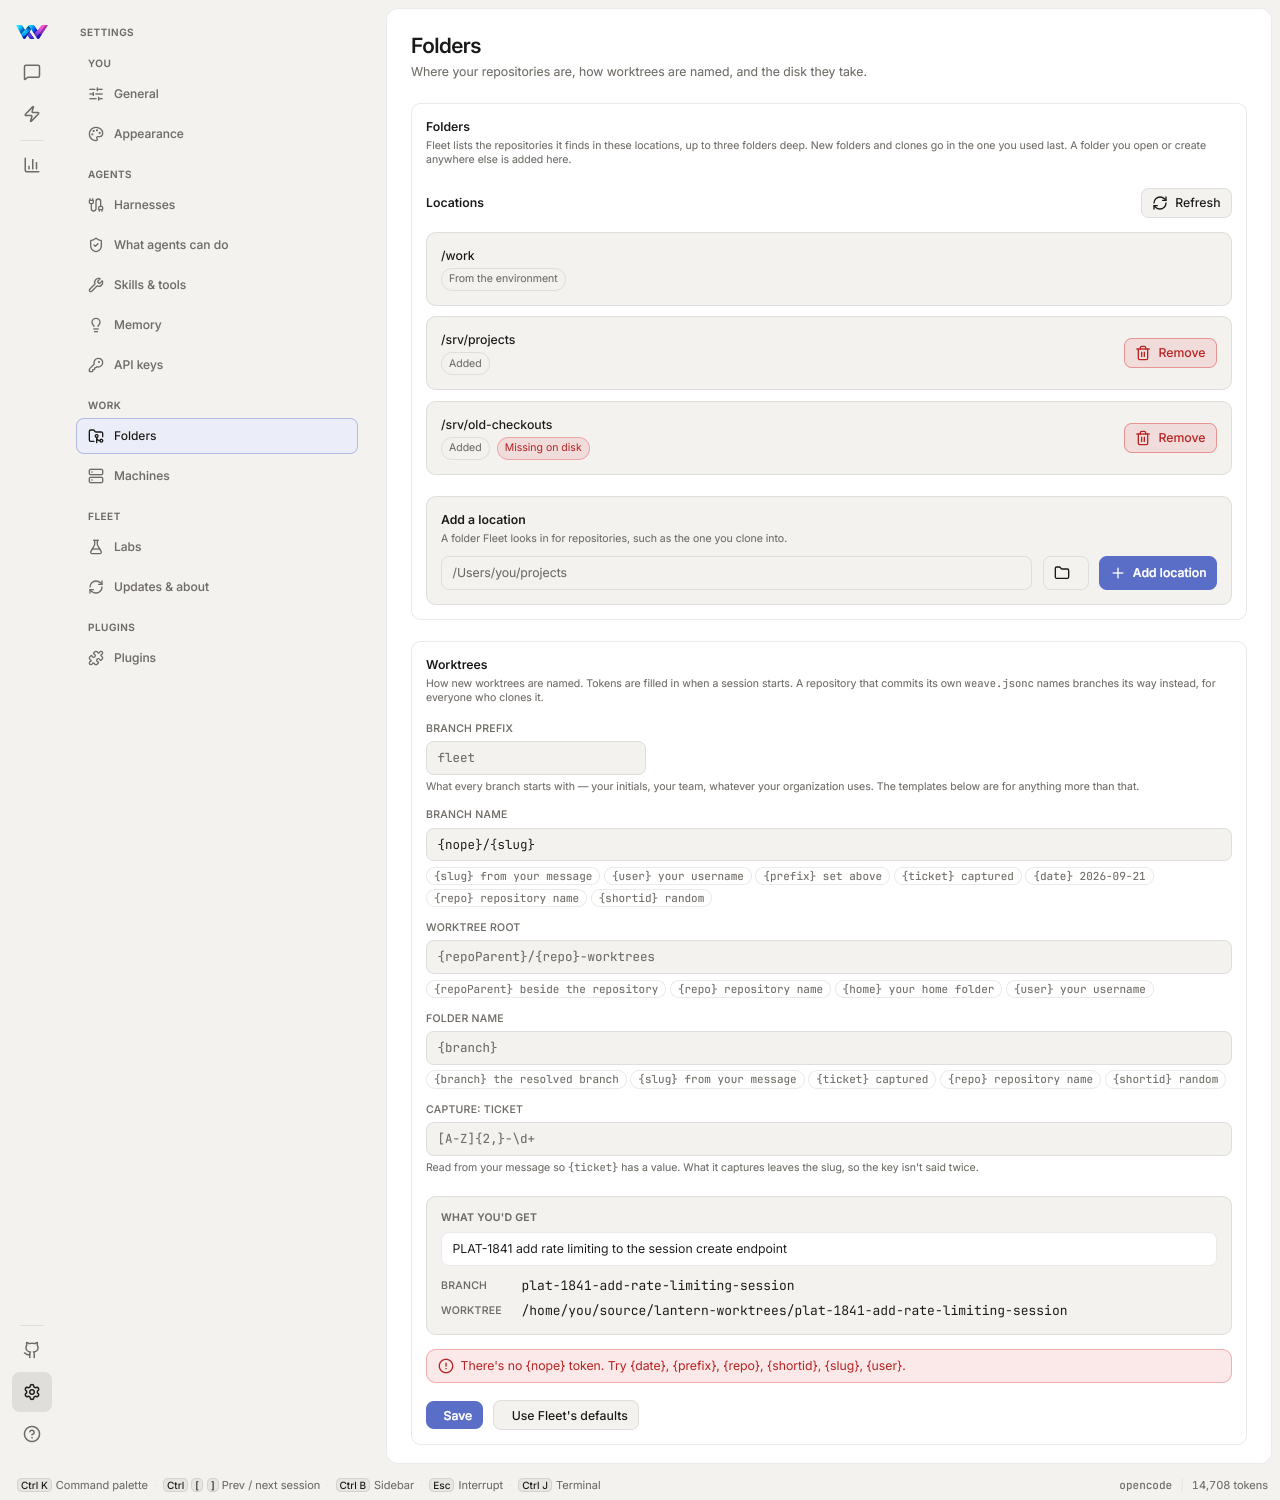 SETTINGS
YOU
General
Appearance
AGENTS
Harnesses
What agents can do
Skills & tools
Memory
API keys
WORK
Folders
Machines
FLEET
Labs
Updates & about
PLUGINS
Plugins
Folders
Where your repositories are, how worktrees are named, and the disk they take.
Folders
Fleet lists the repositories it finds in these locations, up to three folders deep. New folders and clones go in the one you used last. A folder you open or create
anywhere else is added here.
Locations
Refresh
/work
From the environment
/srv/projects
Added
Remove
/srv/old-checkouts
Added Missing on disk
Remove
Add a location
A folder Fleet looks in for repositories, such as the one you clone into.
/Users/you/projects
Add location
Worktrees
How new worktrees are named. Tokens are filled in when a session starts. A repository that commits its own weave.jsonc names branches its way instead, for
everyone who clones it.
BRANCH PREFIX
fleet
What every branch starts with — your initials, your team, whatever your organization uses. The templates below are for anything more than that.
BRANCH NAME
{nope}/{slug}
{slug} from your message {user} your username {prefix} set above {ticket} captured {date} 2026-09-21
{repo} repository name {shortid} random
WORKTREE ROOT
{repoParent}/{repo}-worktrees
{repoParent} beside the repository {repo} repository name {home} your home folder {user} your username
FOLDER NAME
{branch}
{branch} the resolved branch {slug} from your message {ticket} captured {repo} repository name {shortid} random
CAPTURE: TICKET
[A-Z]{2,}-\d+
Read from your message so {ticket} has a value. What it captures leaves the slug, so the key isn't said twice.
WHAT YOU'D GET
PLAT-1841 add rate limiting to the session create endpoint
BRANCH plat-1841-add-rate-limiting-session
WORKTREE /home/you/source/lantern-worktrees/plat-1841-add-rate-limiting-session
There's no {nope} token. Try {date}, {prefix}, {repo}, {shortid}, {slug}, {user}.
Save Use Fleet's defaults
Ctrl K Command palette Ctrl [ ] Prev / next session Ctrl B Sidebar Esc Interrupt Ctrl J Terminal opencode 14,708 tokens